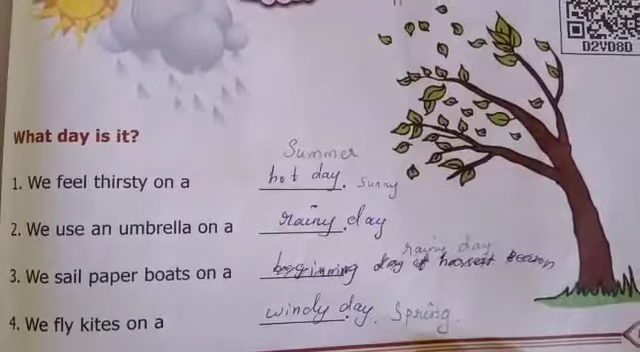 D2VD8D
What day is it?
Summer
1. We feel thirsty on a hot day. Sunny
2. We use an umbrella on a rainy day
rainy day
3. We sail paper boats on a beginning day of harvest season
4. We fly kites on a windy day. Spring.